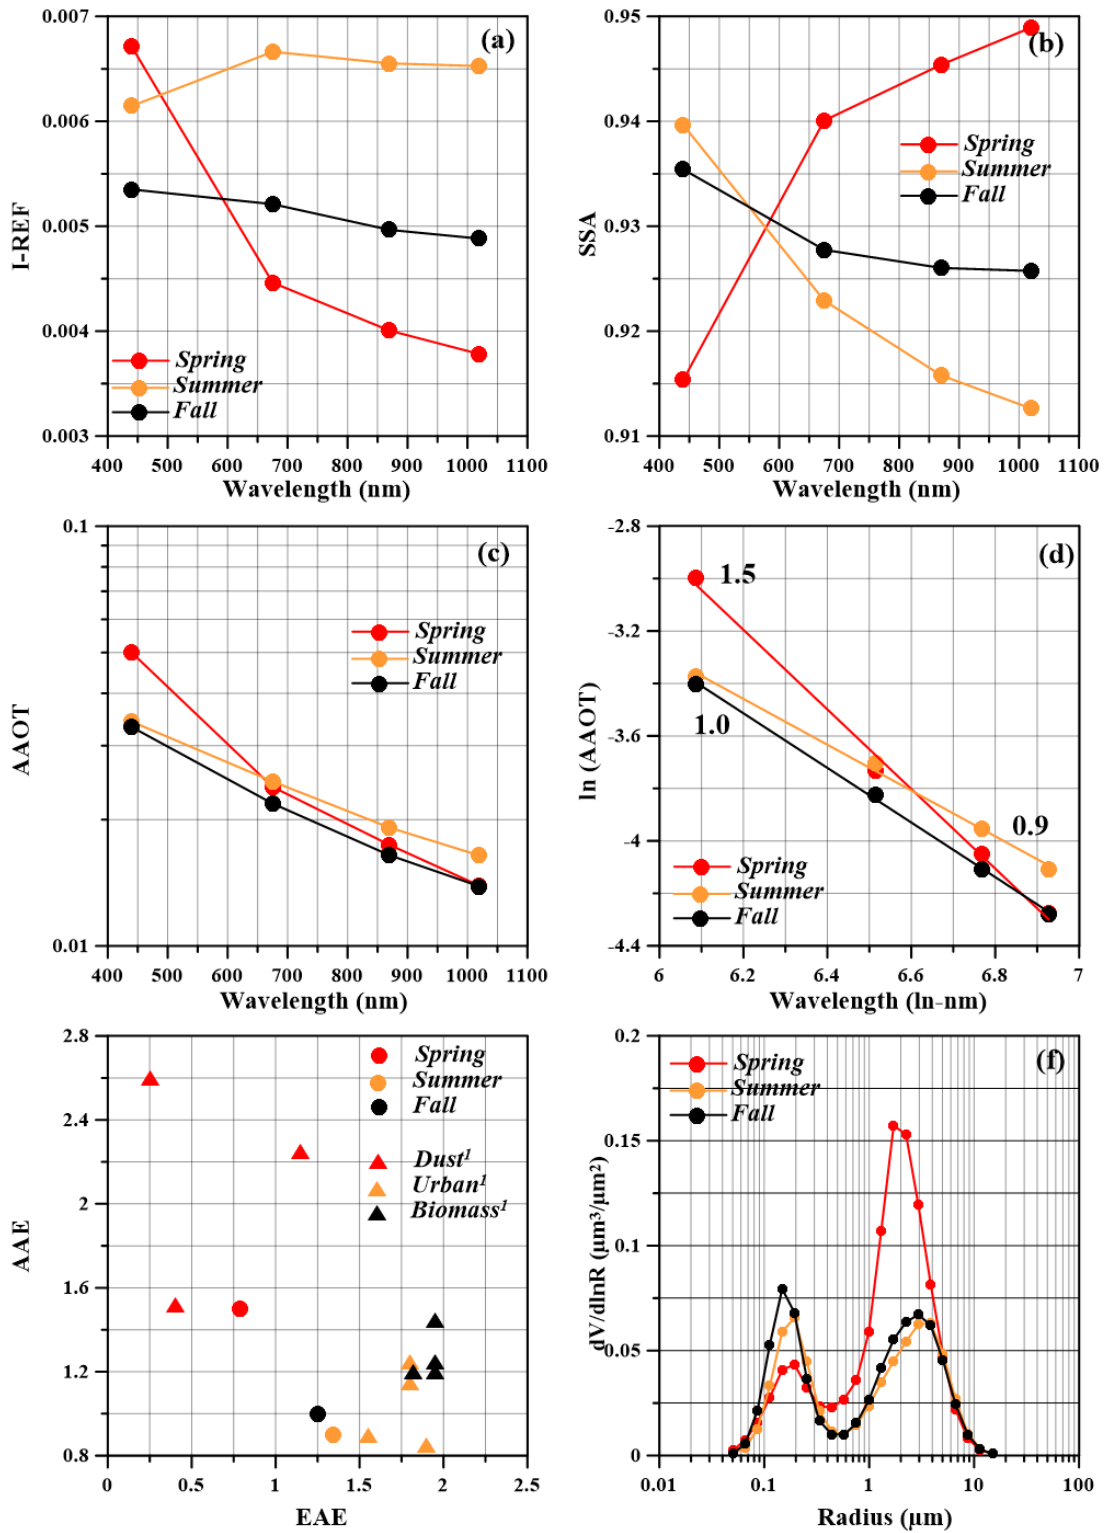 0.007
0.006
0.005
0.004
0.003
I-REF
(a)
Spring
Summer
Fall
400 500 600 700 800 900 1000 1100
Wavelength (nm)
0.95
0.94
0.93
0.92
0.91
SSA
(b)
Spring
Summer
Fall
400 500 600 700 800 900 1000 1100
Wavelength (nm)
0.1
0.01
AAOT
(c)
Spring
Summer
Fall
400 500 600 700 800 900 1000 1100
Wavelength (nm)
-2.8
-3.2
-3.6
-4
-4.4
ln (AAOT)
(d)
1.5
1.0
0.9
Spring
Summer
Fall
6 6.2 6.4 6.6 6.8 7
Wavelength (ln-nm)
2.8
2.4
2
1.6
1.2
0.8
AAE
Spring
Summer
Fall
Dust¹
Urban¹
Biomass¹
0 0.5 1 1.5 2 2.5
EAE
0.2
0.15
0.1
0.05
0
dV/dlnR (µm³/µm²)
(f)
Spring
Summer
Fall
0.01 0.1 1 10 100
Radius (µm)